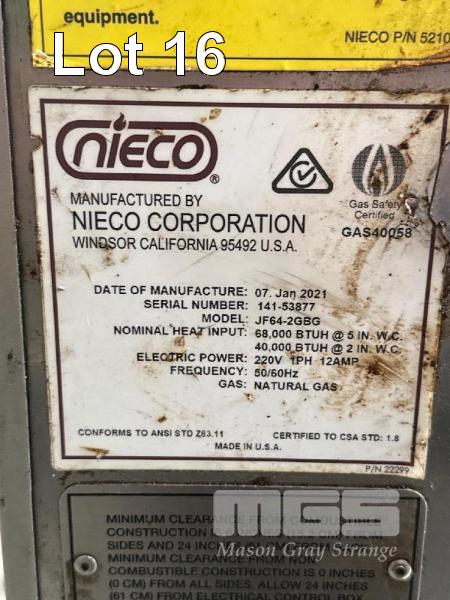 equipment.
NIECO P/N 5210
Lot 16
NIECO
®
MANUFACTURED BY
NIECO CORPORATION
WINDSOR CALIFORNIA 95492 U.S.A.
Gas Safety
Certified
GAS40058
DATE OF MANUFACTURE: 07. Jan 2021
SERIAL NUMBER: 141-53877
MODEL: JF64-2GBG
NOMINAL HEAT INPUT: 68,000 BTUH @ 5 IN. W.C.
40,000 BTUH @ 2 IN. W.C.
ELECTRIC POWER: 220V 1PH 12AMP
FREQUENCY: 50/60Hz
GAS: NATURAL GAS
CONFORMS TO ANSI STD Z83.11
CERTIFIED TO CSA STD: 1.8
MADE IN U.S.A.
P/N 22299
MGS
Mason Gray Strange
MINIMUM CLEARANCE FROM COMBUSTIBLE
CONSTRUCTION FROM
SIDES AND 24 INCHES
MINIMUM CLEARANCE FROM NON
COMBUSTIBLE CONSTRUCTION IS 0 INCHES
(0 CM) FROM ALL SIDES. ALLOW 24 INCHES
(61 CM) FROM ELECTRICAL CONTROL BOX